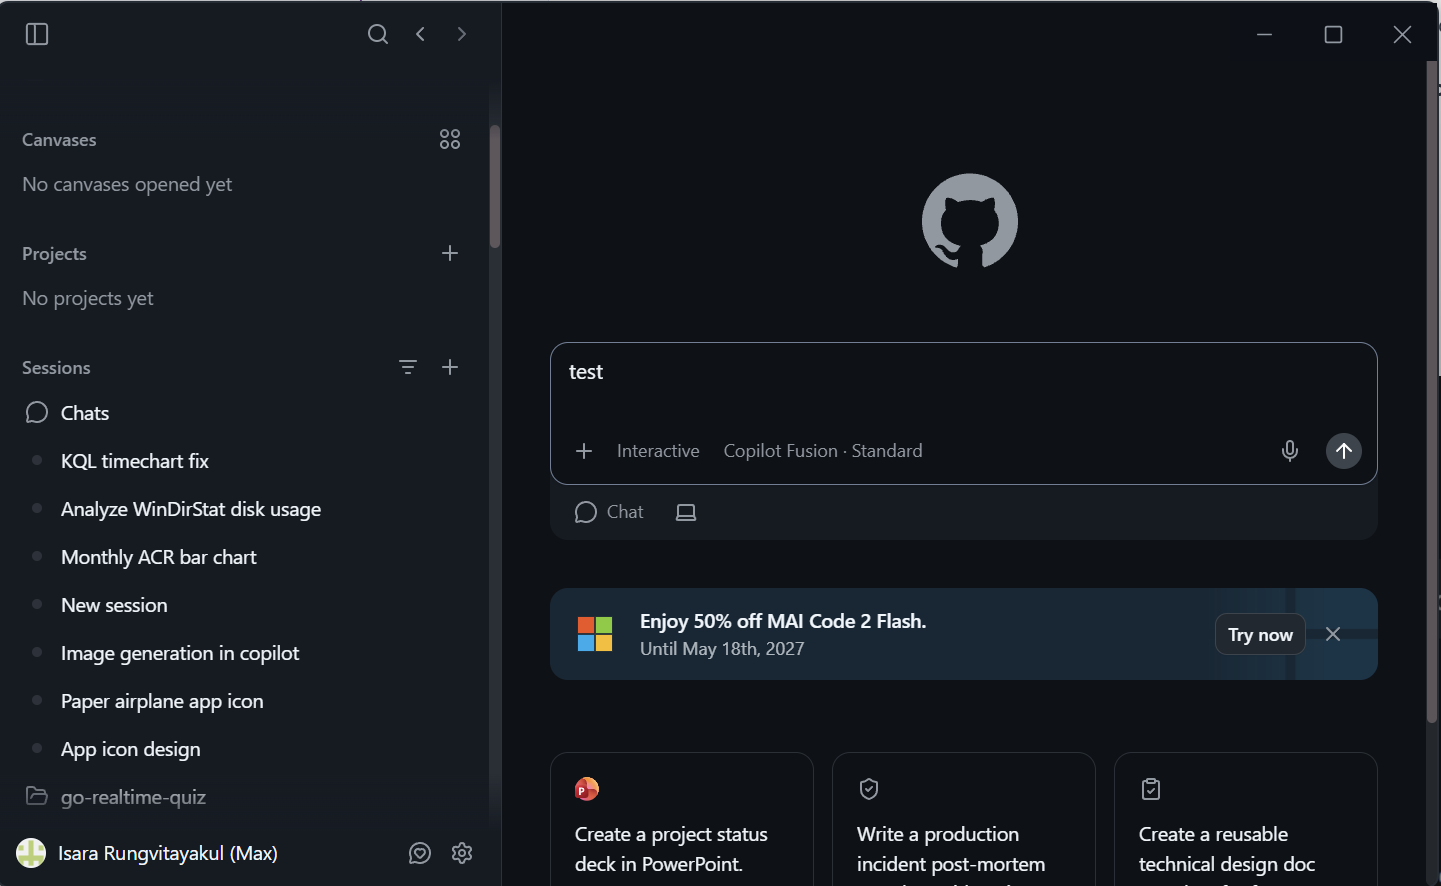 Canvases
No canvases opened yet
Projects
No projects yet
Sessions
Chats
KQL timechart fix
Analyze WinDirStat disk usage
Monthly ACR bar chart
New session
Image generation in copilot
Paper airplane app icon
App icon design
go-realtime-quiz
Isara Rungvitayakul (Max)
test
Interactive
Copilot Fusion · Standard
Chat
Enjoy 50% off MAI Code 2 Flash.
Until May 18th, 2027
Try now
P
Create a project status
deck in PowerPoint.
Write a production
incident post-mortem
Create a reusable
technical design doc